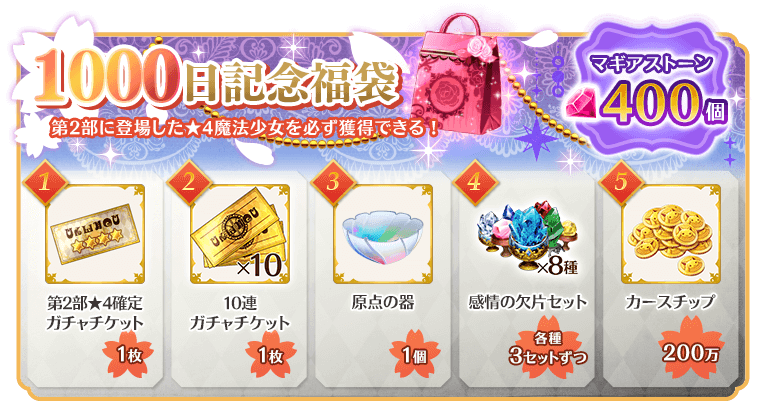 1000日記念福袋
第2部に登場した★4魔法少女を必ず獲得できる！
マギアストーン
400個
1
第2部★4確定
ガチャチケット
1枚
2
×10
10連
ガチャチケット
1枚
3
原点の器
1個
4
×8種
感情の欠片セット
各種
3セットずつ
5
カースチップ
200万